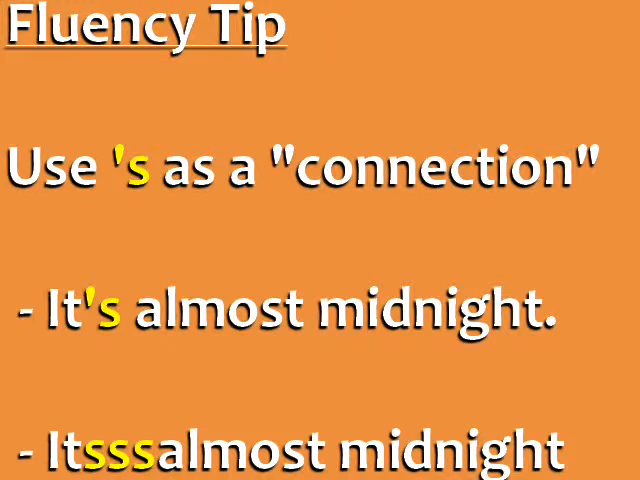 Fluency Tip
Use 's as a "connection"
- It's almost midnight.
- Itsssalmost midnight